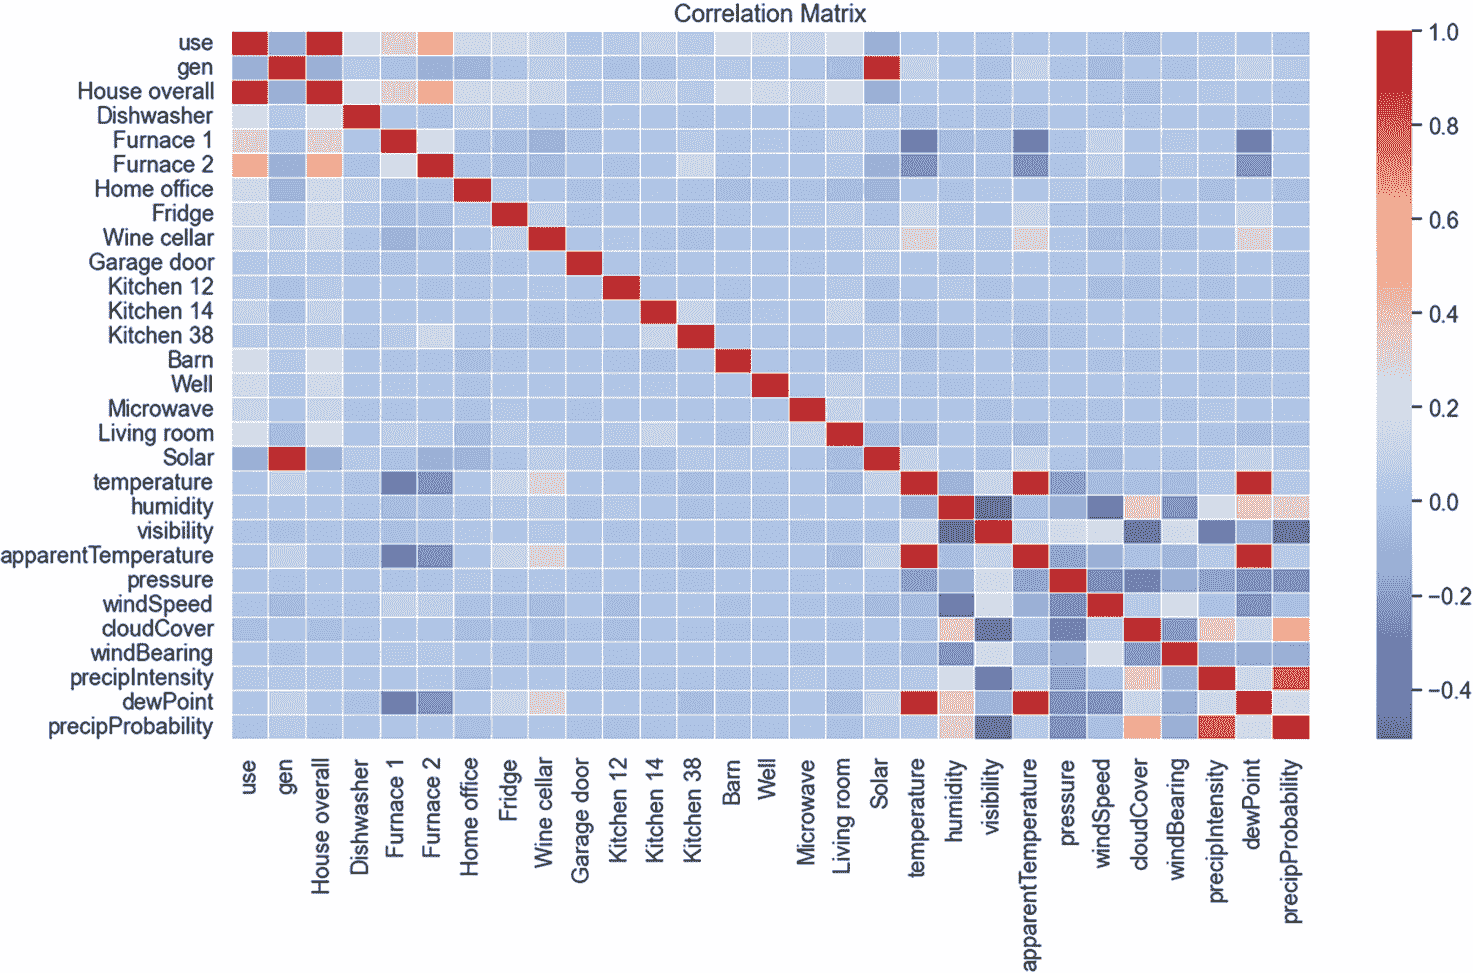 Correlation Matrix
use
gen
House overall
Dishwasher
Furnace 1
Furnace 2
Home office
Fridge
Wine cellar
Garage door
Kitchen 12
Kitchen 14
Kitchen 38
Barn
Well
Microwave
Living room
Solar
temperature
humidity
visibility
apparentTemperature
pressure
windSpeed
cloudCover
windBearing
precipIntensity
dewPoint
precipProbability
use
gen
House overall
Dishwasher
Furnace 1
Furnace 2
Home office
Fridge
Wine cellar
Garage door
Kitchen 12
Kitchen 14
Kitchen 38
Barn
Well
Microwave
Living room
Solar
temperature
humidity
visibility
apparentTemperature
pressure
windSpeed
cloudCover
windBearing
precipIntensity
dewPoint
precipProbability
1.0
0.8
0.6
0.4
0.2
0.0
−0.2
−0.4